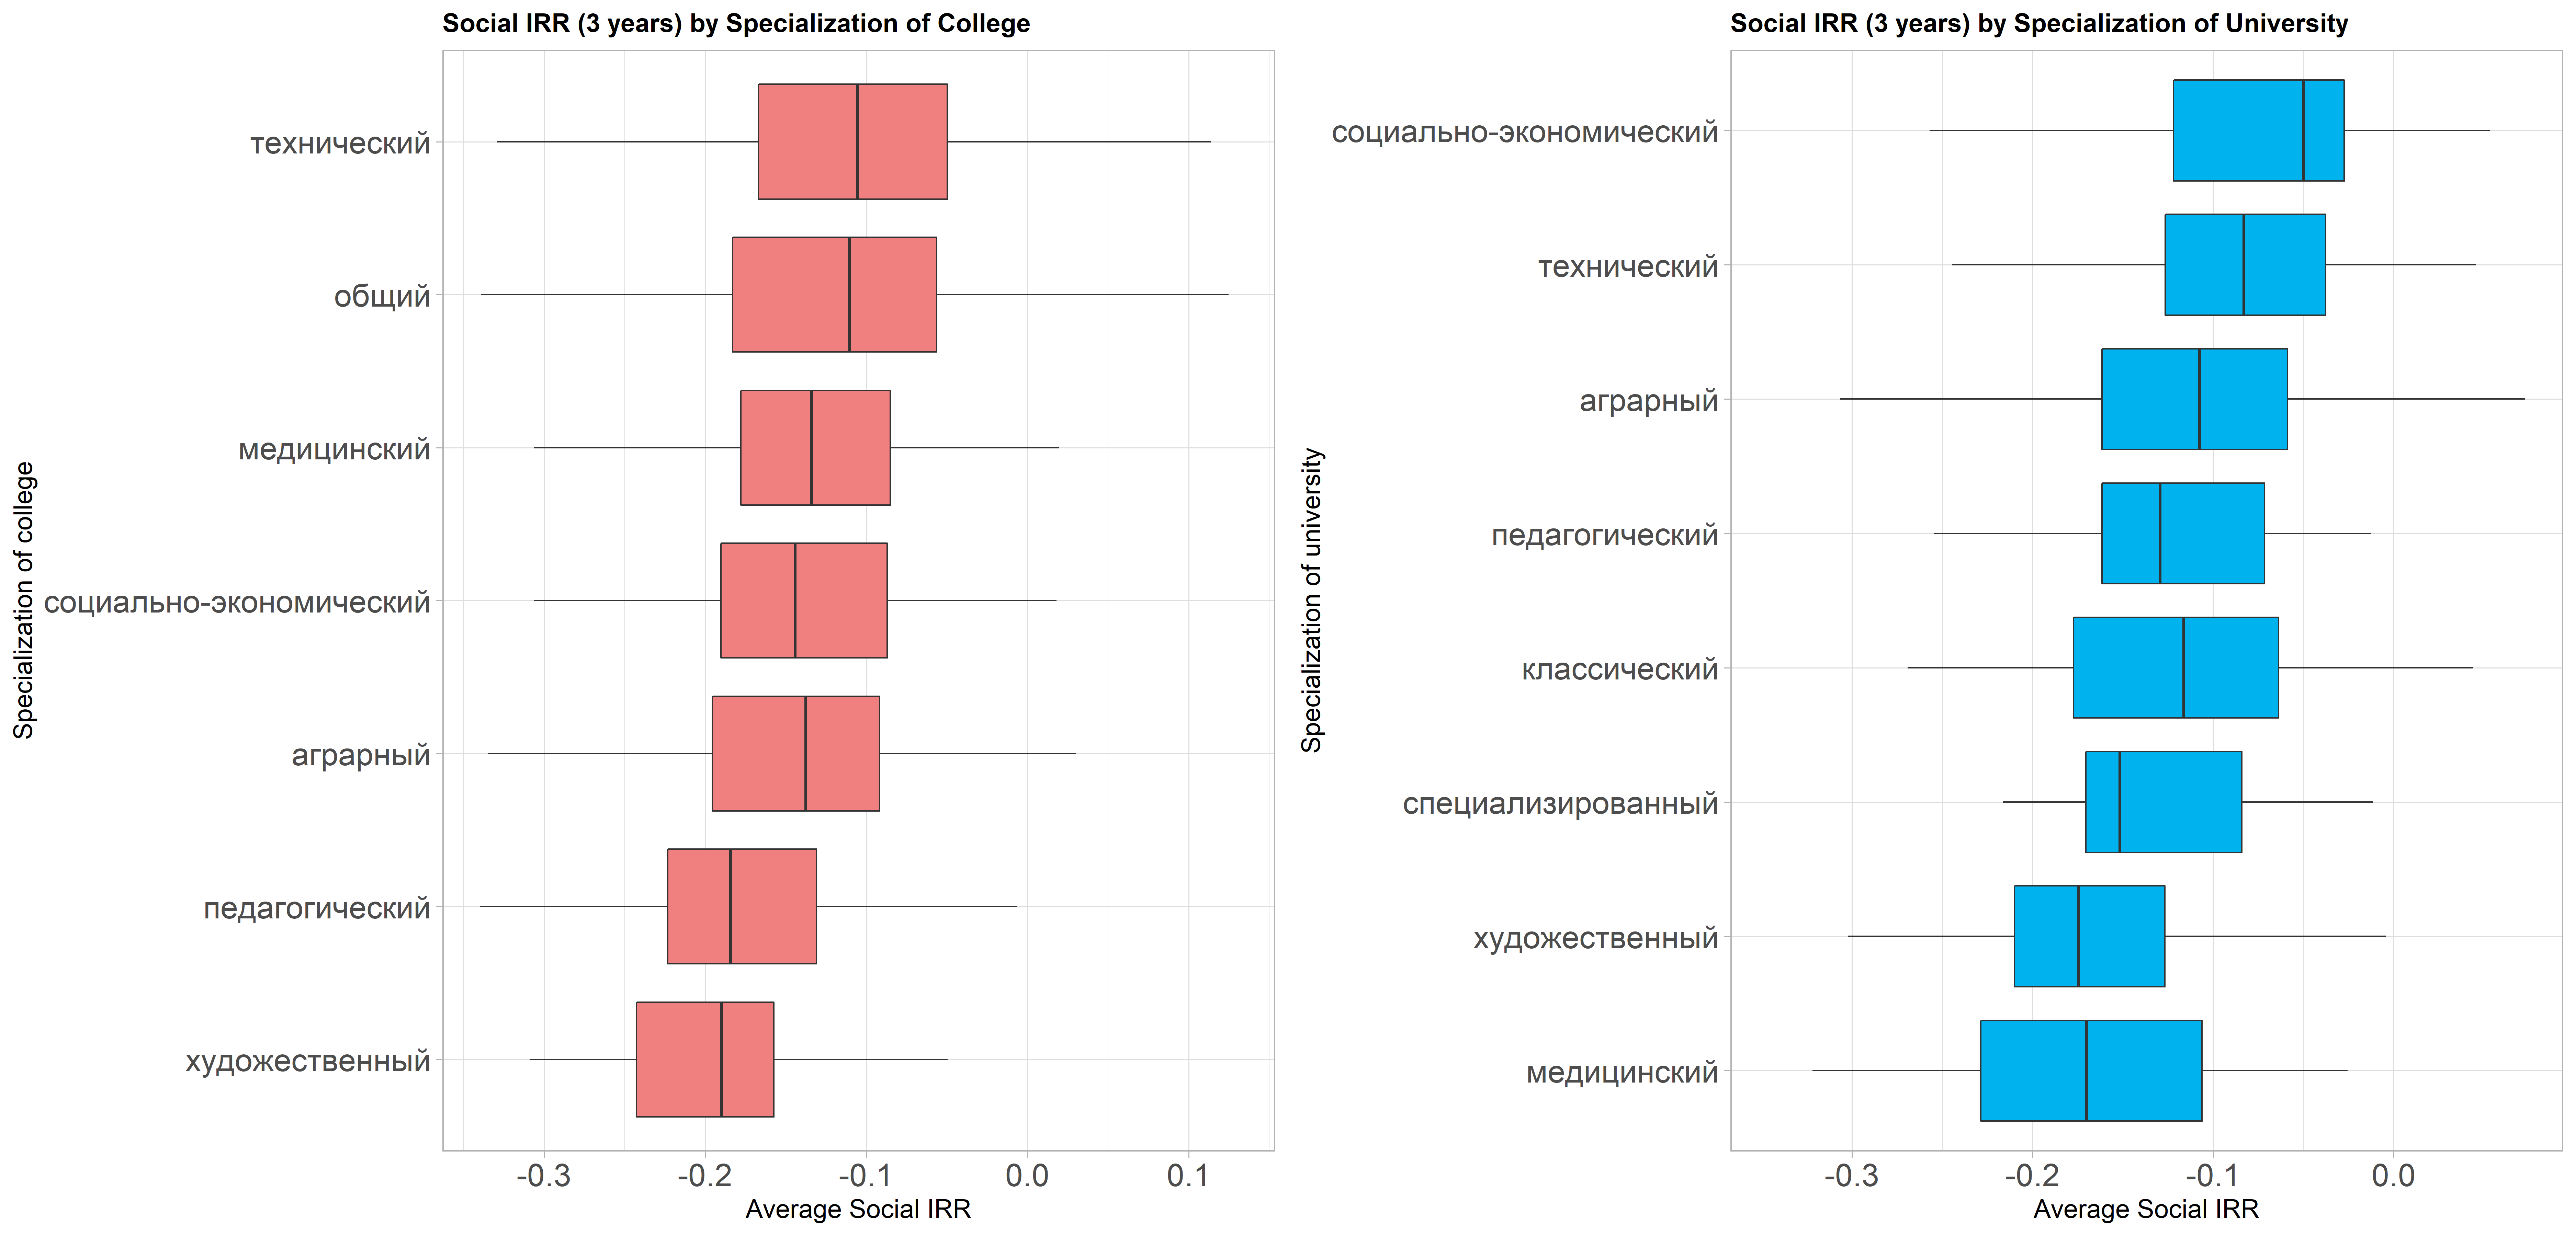 Social IRR (3 years) by Specialization of College
Specialization of college
технический
общий
медицинский
социально-экономический
аграрный
педагогический
художественный
-0.3 -0.2 -0.1 0.0 0.1
Average Social IRR
Social IRR (3 years) by Specialization of University
Specialization of university
социально-экономический
технический
аграрный
педагогический
классический
специализированный
художественный
медицинский
-0.3 -0.2 -0.1 0.0
Average Social IRR